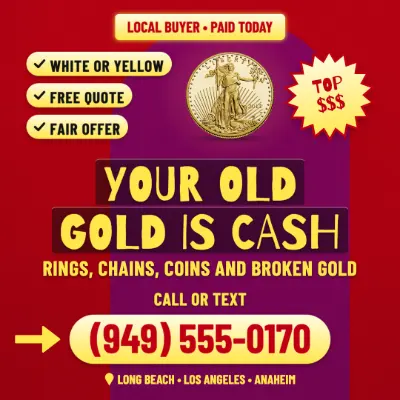 LOCAL BUYER • PAID TODAY
WHITE OR YELLOW
FREE QUOTE
FAIR OFFER
TOP
$$$
YOUR OLD
GOLD IS CASH
RINGS, CHAINS, COINS AND BROKEN GOLD
CALL OR TEXT
(949) 555-0170
LONG BEACH • LOS ANGELES • ANAHEIM